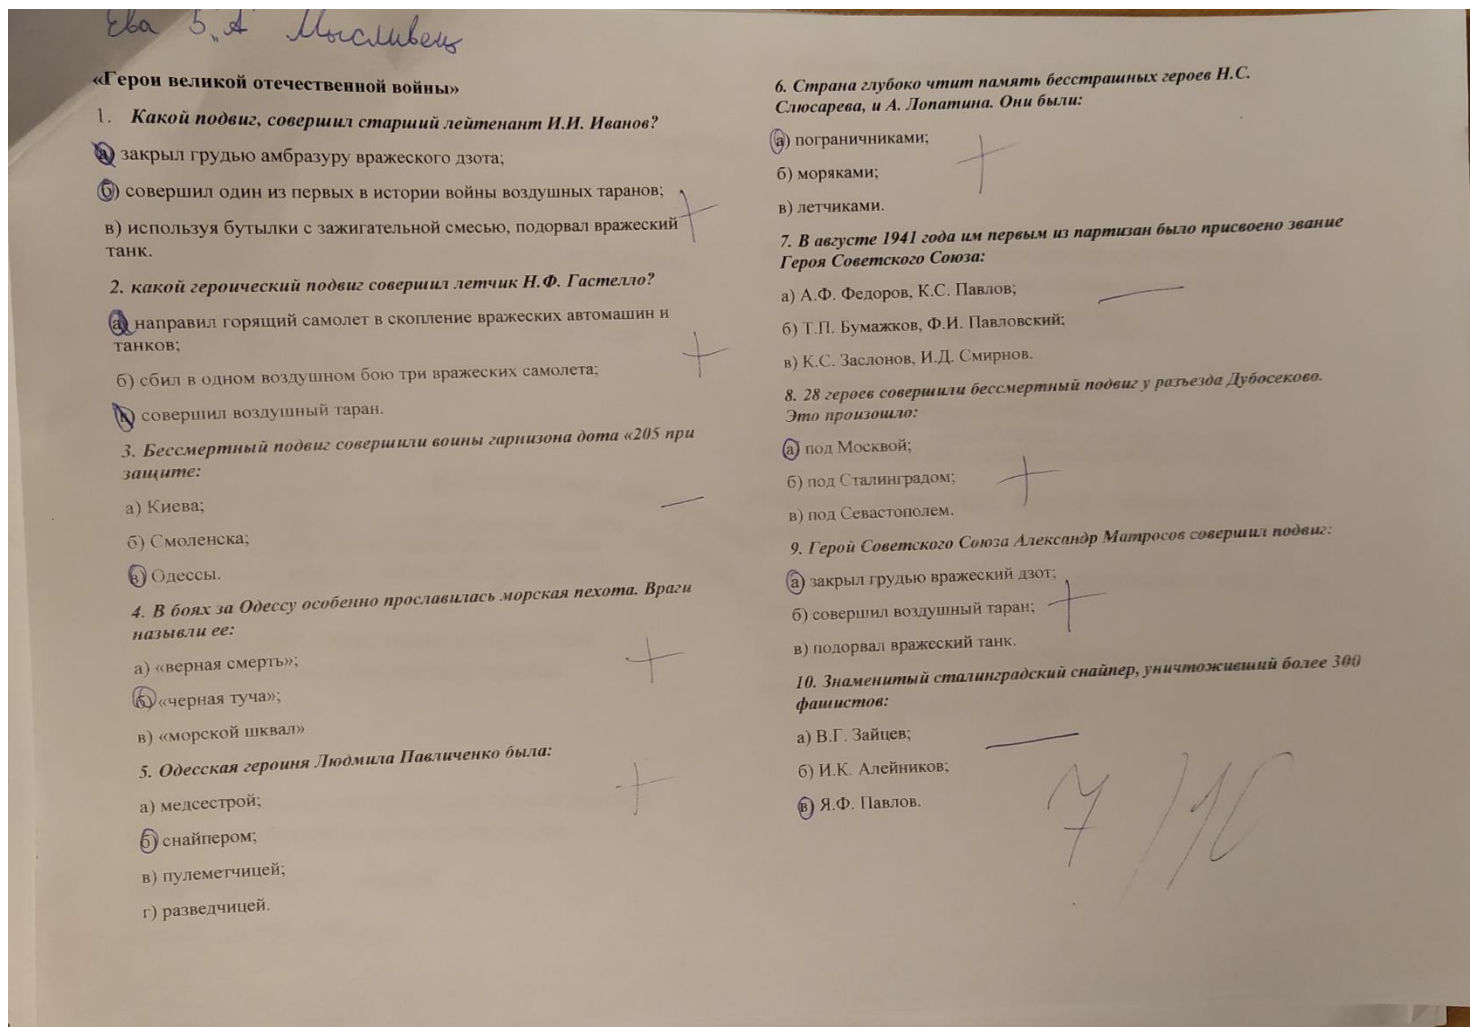 Ева 5 „А" Мысливец
«Герои великой отечественной войны»
1. Какой подвиг, совершил старший лейтенант И.И. Иванов?
а) закрыл грудью амбразуру вражеского дзота;
б) совершил один из первых в истории войны воздушных таранов;
в) используя бутылки с зажигательной смесью, подорвал вражеский
танк.
2. какой героический подвиг совершил летчик Н.Ф. Гастелло?
а) направил горящий самолет в скопление вражеских автомашин и
танков;
б) сбил в одном воздушном бою три вражеских самолета;
в) совершил воздушный таран.
3. Бессмертный подвиг совершили воины гарнизона дота «205 при
защите:
а) Киева;
б) Смоленска;
в) Одессы.
4. В боях за Одессу особенно прославилась морская пехота. Враги
назывли ее:
а) «верная смерть»;
б) «черная туча»;
в) «морской шквал»
5. Одесская героиня Людмила Павличенко была:
а) медсестрой;
б) снайпером;
в) пулеметчицей;
г) разведчицей.
6. Страна глубоко чтит память бесстрашных героев Н.С.
Слюсарева, и А. Лопатина. Они были:
а) пограничниками;
б) моряками;
в) летчиками.
7. В августе 1941 года им первым из партизан было присвоено звание
Героя Советского Союза:
а) А.Ф. Федоров, К.С. Павлов;
б) Т.П. Бумажков, Ф.И. Павловский;
в) К.С. Заслонов, И.Д. Смирнов.
8. 28 героев совершили бессмертный подвиг у разъезда Дубосеково.
Это произошло:
а) под Москвой;
б) под Сталинградом;
в) под Севастополем.
9. Герой Советского Союза Александр Матросов совершил подвиг:
а) закрыл грудью вражеский дзот;
б) совершил воздушный таран;
в) подорвал вражеский танк.
10. Знаменитый сталинградский снайпер, уничтоживший более 300
фашистов:
а) В.Г. Зайцев;
б) И.К. Алейников;
в) Я.Ф. Павлов.
7/10